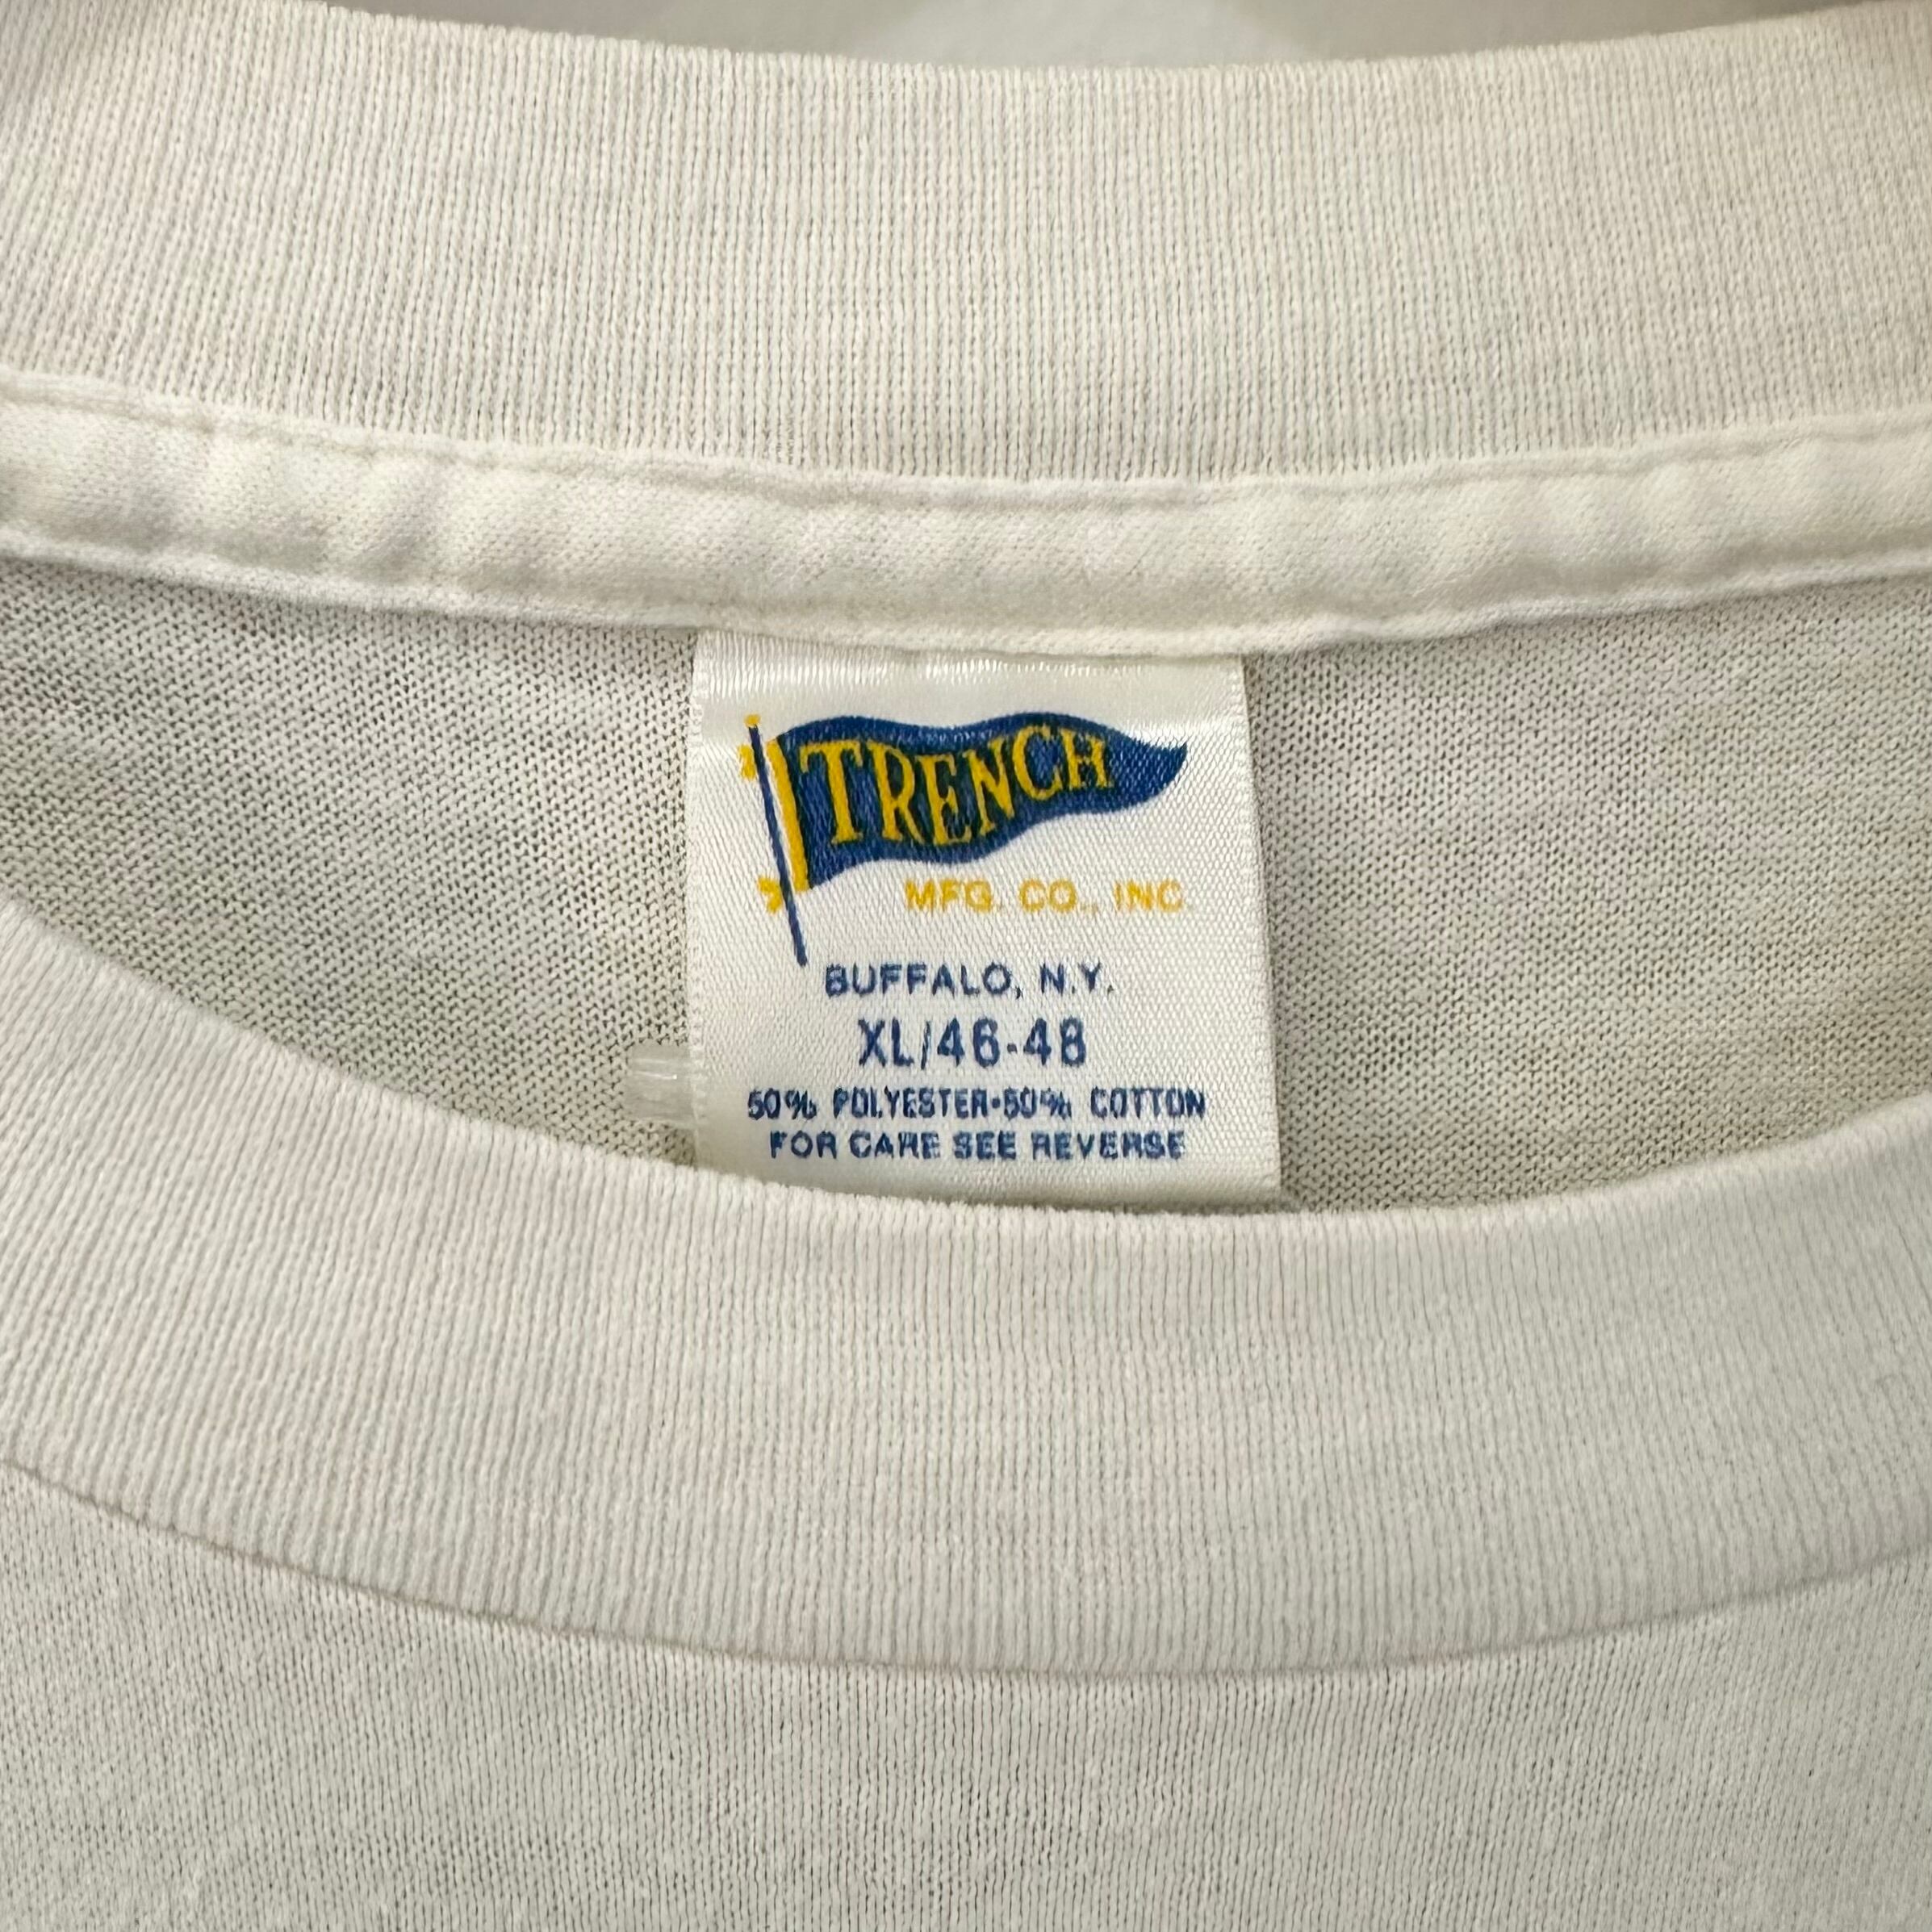 TRENCH
MFG. CO., INC.
BUFFALO, N.Y.
XL/46-48
50% POLYESTER•50% COTTON
FOR CARE SEE REVERSE